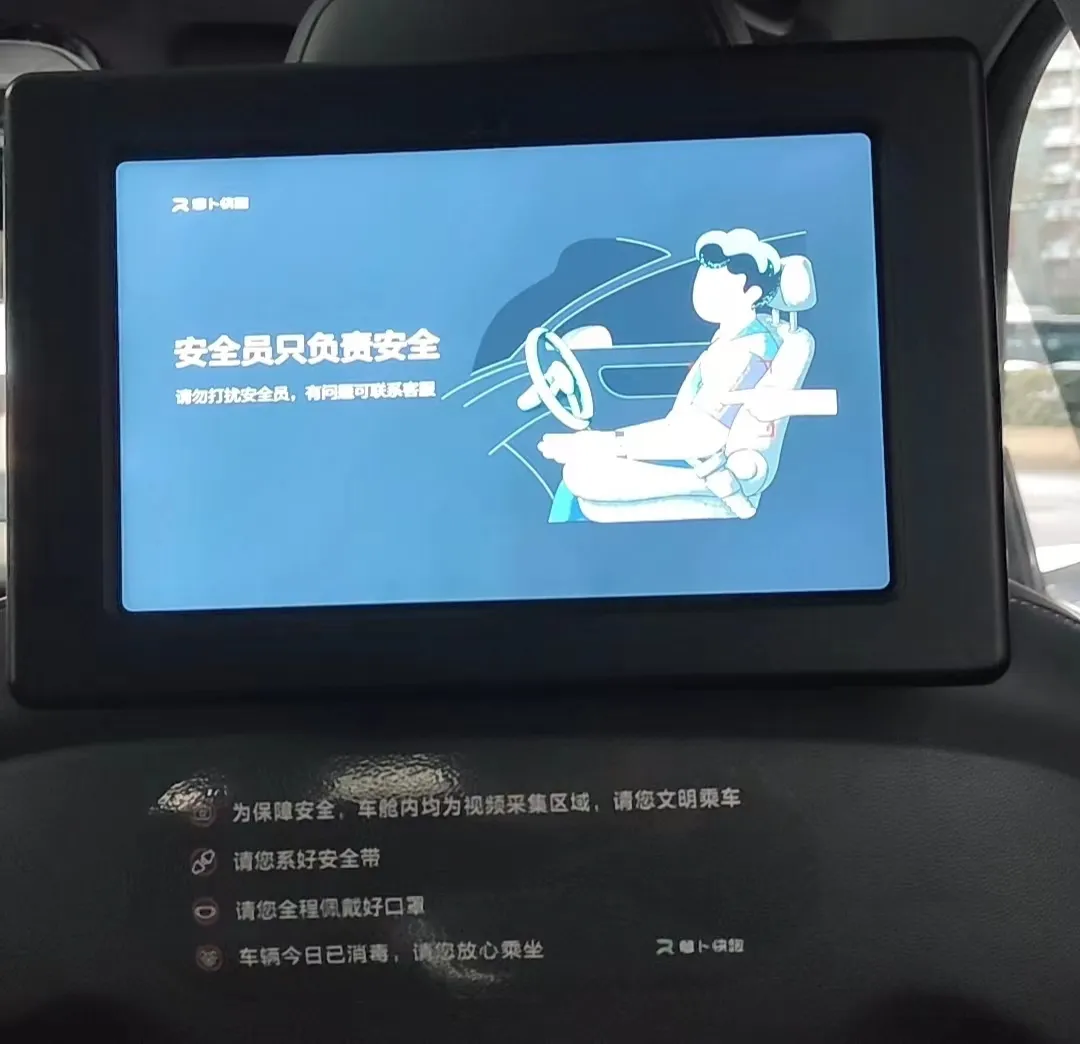 萝卜快跑
安全员只负责安全
请勿打扰安全员，有问题可联系客服
为保障安全，车舱内均为视频采集区域，请您文明乘车
请您系好安全带
请您全程佩戴好口罩
车辆今日已消毒，请您放心乘坐
萝卜快跑